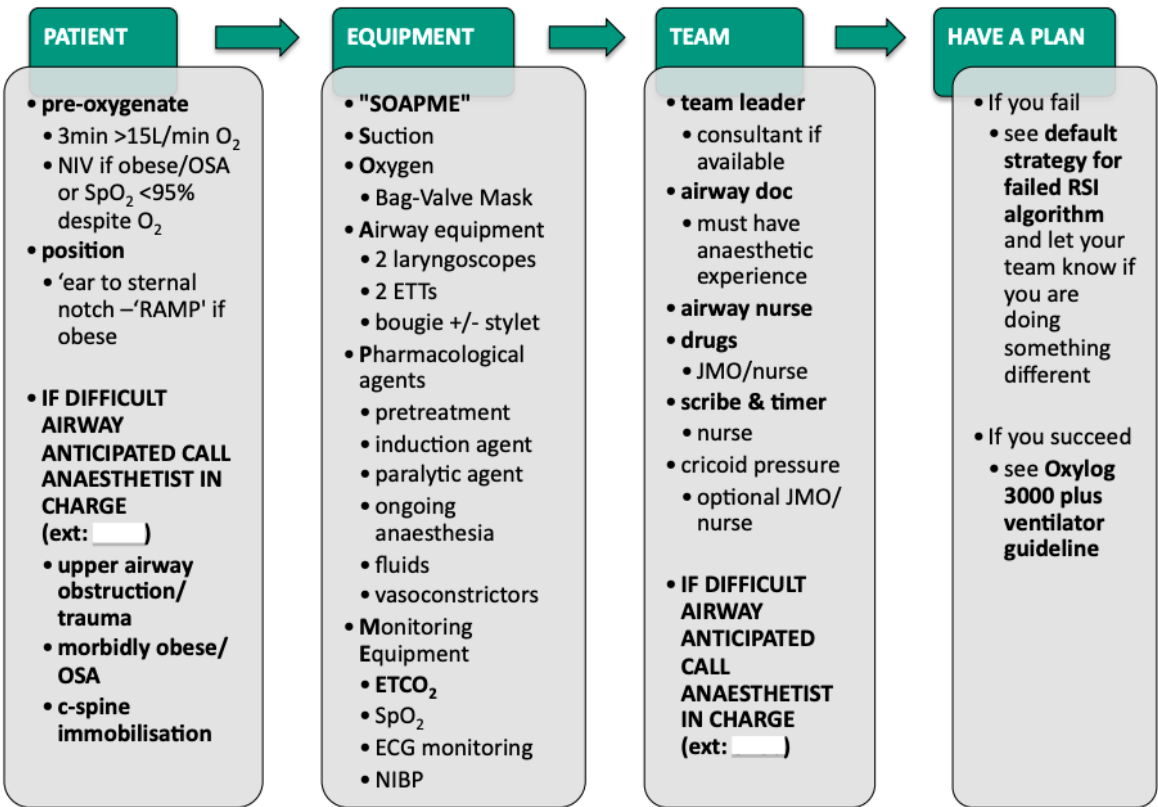 PATIENT
• pre-oxygenate
• 3min >15L/min O₂
• NIV if obese/OSA
or SpO₂ <95%
despite O₂
• position
• ‘ear to sternal
notch –‘RAMP' if
obese
• IF DIFFICULT
AIRWAY
ANTICIPATED CALL
ANAESTHETIST IN
CHARGE
(ext: )
• upper airway
obstruction/
trauma
• morbidly obese/
OSA
• c-spine
immobilisation
EQUIPMENT
• "SOAPME"
• Suction
• Oxygen
• Bag-Valve Mask
• Airway equipment
• 2 laryngoscopes
• 2 ETTs
• bougie +/- stylet
• Pharmacological
agents
• pretreatment
• induction agent
• paralytic agent
• ongoing
anaesthesia
• fluids
• vasoconstrictors
• Monitoring
Equipment
• ETCO₂
• SpO₂
• ECG monitoring
• NIBP
TEAM
• team leader
• consultant if
available
• airway doc
• must have
anaesthetic
experience
• airway nurse
• drugs
• JMO/nurse
• scribe & timer
• nurse
• cricoid pressure
• optional JMO/
nurse
• IF DIFFICULT
AIRWAY
ANTICIPATED
CALL
ANAESTHETIST
IN CHARGE
(ext: )
HAVE A PLAN
• If you fail
• see default
strategy for
failed RSI
algorithm
and let your
team know if
you are
doing
something
different
• If you succeed
• see Oxylog
3000 plus
ventilator
guideline